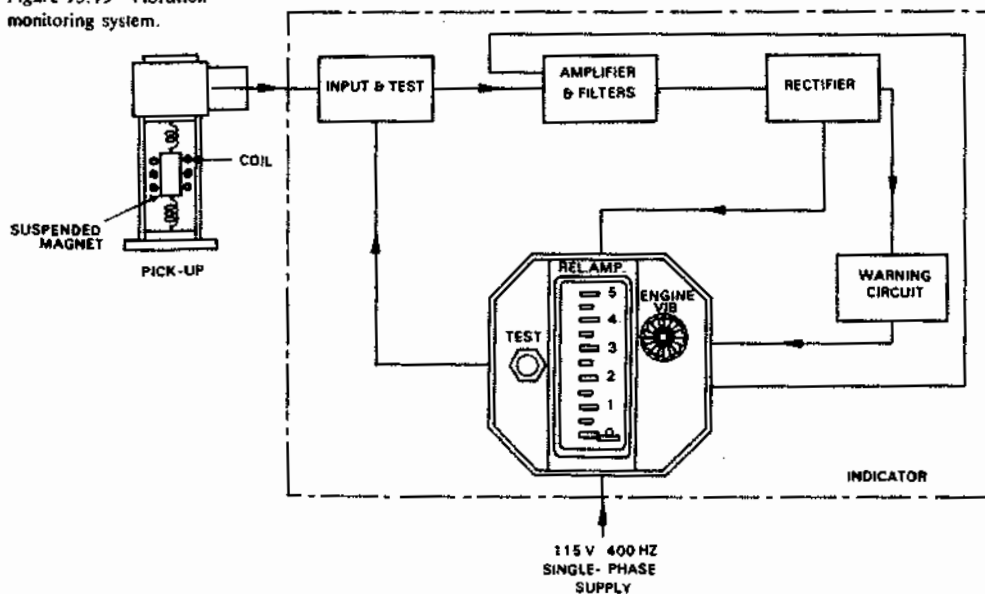 monitoring system.
INPUT & TEST
AMPLIFIER
& FILTERS
RECTIFIER
COIL
SUSPENDED
MAGNET
PICK-UP
WARNING
CIRCUIT
REL.AMP.
5
4
3
2
1
0
TEST
ENGINE
VIB
INDICATOR
115 V 400 HZ
SINGLE- PHASE
SUPPLY